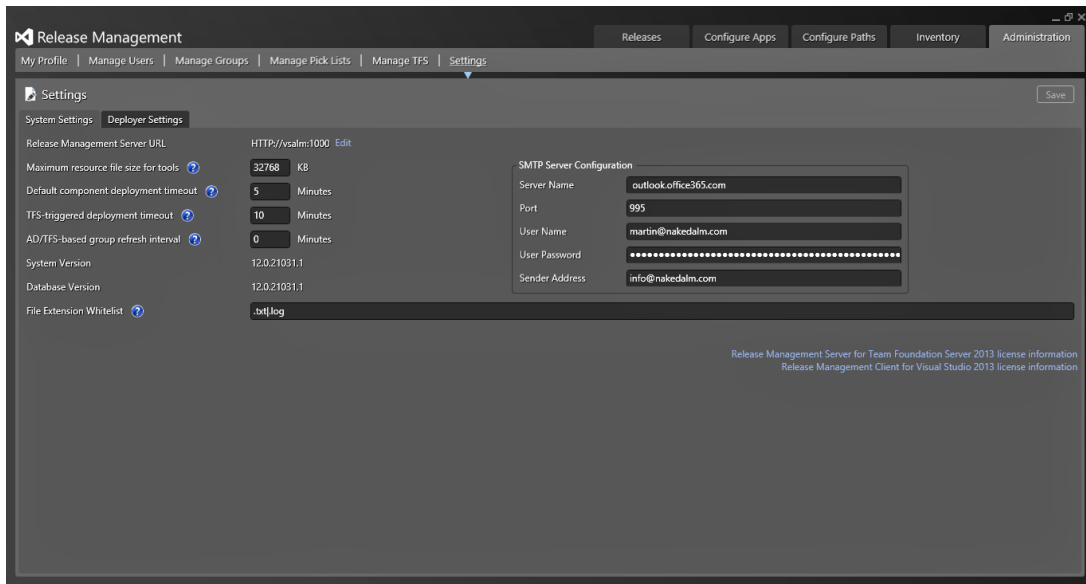 Release Management
Releases
Configure Apps
Configure Paths
Inventory
Administration
My Profile | Manage Users | Manage Groups | Manage Pick Lists | Manage TFS | Settings
Settings
Save
System Settings
Deployer Settings
Release Management Server URL HTTP://vsalm:1000 Edit
Maximum resource file size for tools ? 32768 KB
Default component deployment timeout ? 5 Minutes
TFS-triggered deployment timeout ? 10 Minutes
AD/TFS-based group refresh interval ? 0 Minutes
System Version 12.0.21031.1
Database Version 12.0.21031.1
File Extension Whitelist ? .txt|.log
SMTP Server Configuration
Server Name outlook.office365.com
Port 995
User Name martin@nakedalm.com
User Password
Sender Address info@nakedalm.com
Release Management Server for Team Foundation Server 2013 license information
Release Management Client for Visual Studio 2013 license information